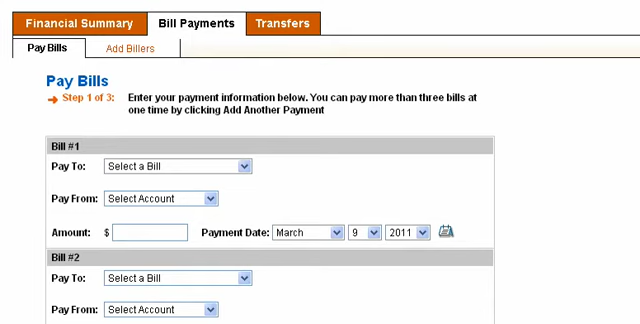 Financial Summary Bill Payments Transfers
Pay Bills Add Billers
Pay Bills
Step 1 of 3: Enter your payment information below. You can pay more than three bills at
one time by clicking Add Another Payment
Bill #1
Pay To: Select a Bill
Pay From: Select Account
Amount: $ Payment Date: March 9 2011
Bill #2
Pay To: Select a Bill
Pay From: Select Account